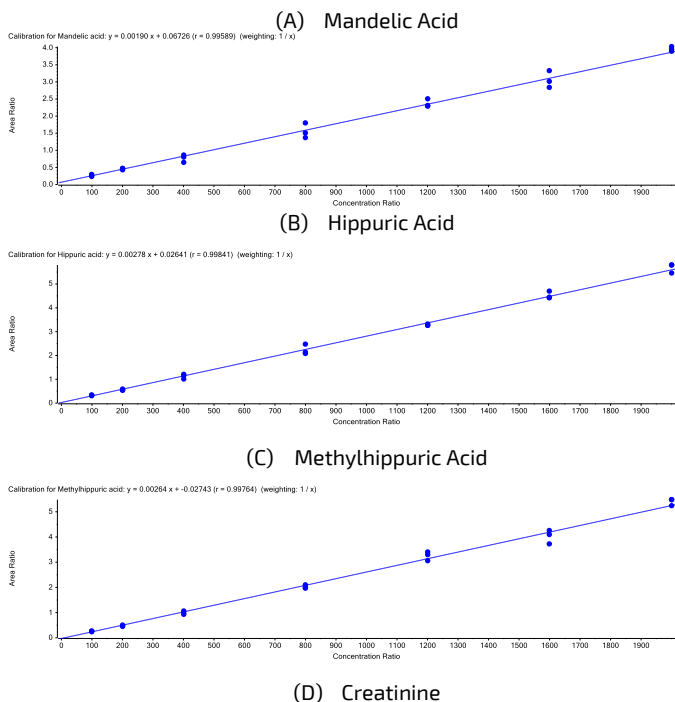 (A) Mandelic Acid
Calibration for Mandelic acid: y = 0.00190 x + 0.06726 (r = 0.99589) (weighting: 1 / x)
4.0
3.5
3.0
2.5
2.0
1.5
1.0
0.5
0.0
Area Ratio
0 100 200 300 400 500 600 700 800 900 1000 1100 1200 1300 1400 1500 1600 1700 1800 1900
Concentration Ratio
(B) Hippuric Acid
Calibration for Hippuric acid: y = 0.00278 x + 0.02641 (r = 0.99841) (weighting: 1 / x)
5
4
3
2
1
0
Area Ratio
0 100 200 300 400 500 600 700 800 900 1000 1100 1200 1300 1400 1500 1600 1700 1800 1900
Concentration Ratio
(C) Methylhippuric Acid
Calibration for Methylhippuric acid: y = 0.00264 x + -0.02743 (r = 0.99764) (weighting: 1 / x)
5
4
3
2
1
0
Area Ratio
0 100 200 300 400 500 600 700 800 900 1000 1100 1200 1300 1400 1500 1600 1700 1800 1900
Concentration Ratio
(D) Creatinine